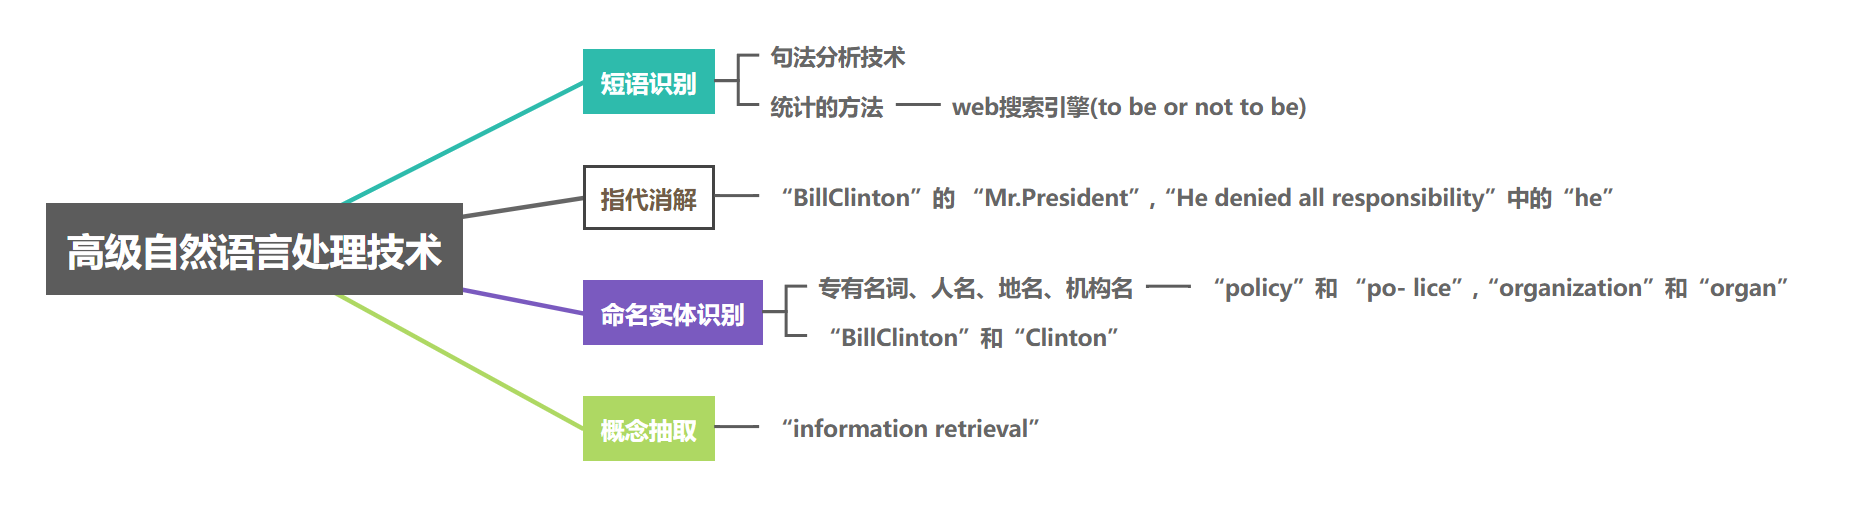 高级自然语言处理技术
短语识别
句法分析技术
统计的方法
web搜索引擎(to be or not to be)
指代消解
“BillClinton”的 “Mr.President”,“He denied all responsibility”中的“he”
命名实体识别
专有名词、人名、地名、机构名
“policy”和 “po- lice”,“organization”和“organ”
“BillClinton”和“Clinton”
概念抽取
“information retrieval”